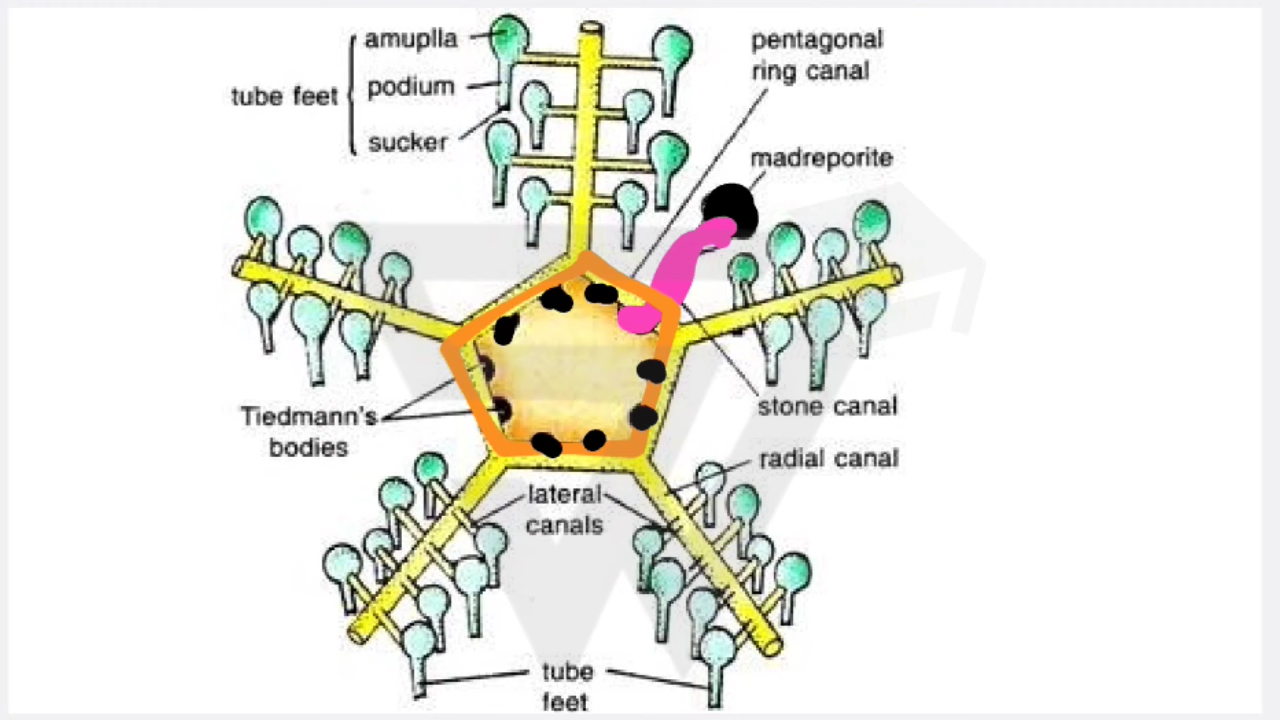 amuplla
podium
tube feet
sucker
pentagonal
ring canal
madreporite
Tiedmann's
bodies
stone canal
radial canal
lateral
canals
tube
feet